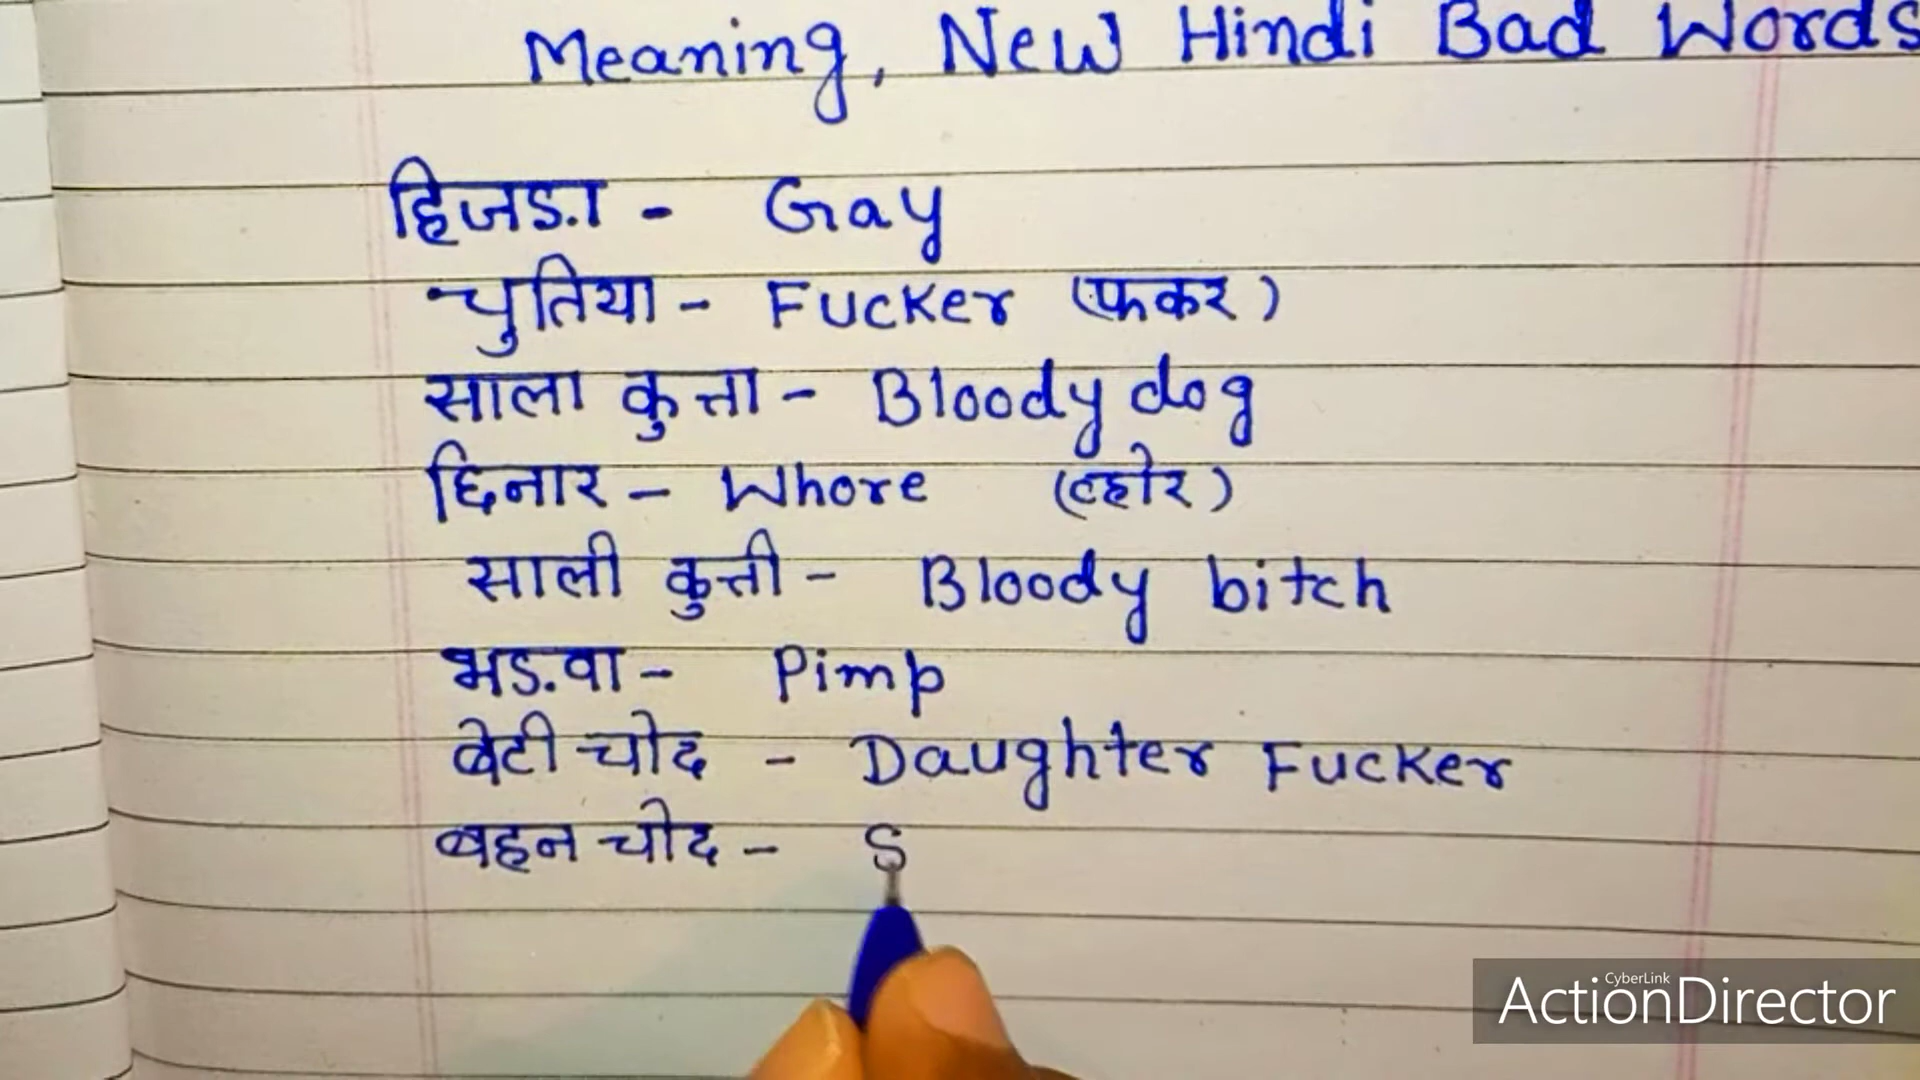 Meaning, New Hindi Bad Words
हिजड.ा - Gay
चुतिया - Fucker (फकर)
साला कुत्ता - Bloody dog
छिनार - Whore (व्होर)
साली कुत्ती - Bloody bitch
भड.वा - Pimp
बेटी चोद - Daughter Fucker
बहन चोद - S
CyberLink
ActionDirector